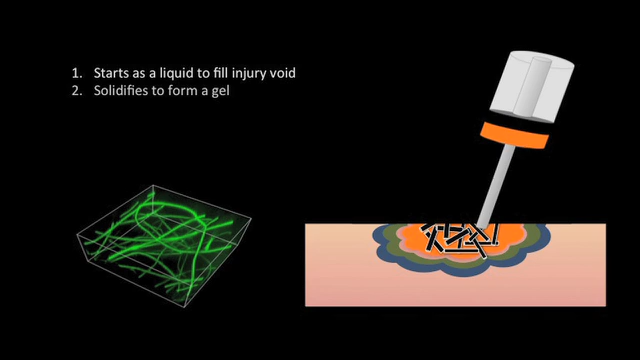 1. Starts as a liquid to fill injury void
2. Solidifies to form a gel